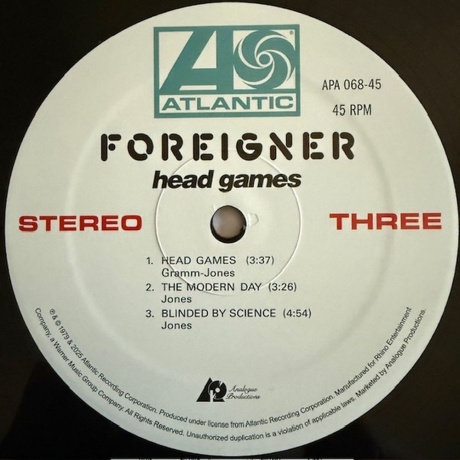 ATLANTIC
APA 068-45
45 RPM
FOREIGNER
head games
STEREO
THREE
1. HEAD GAMES (3:37)
Gramm-Jones
2. THE MODERN DAY (3:26)
Jones
3. BLINDED BY SCIENCE (4:54)
Jones
Analogue
Productions
℗ & © 1979 & 2025 Atlantic Recording Corporation. Produced under license from Atlantic Recording Corporation. Manufactured for Rhino Entertainment
Company, a Warner Music Group Company. All Rights Reserved. Unauthorized duplication is a violation of applicable laws. Marketed by Analogue Productions.